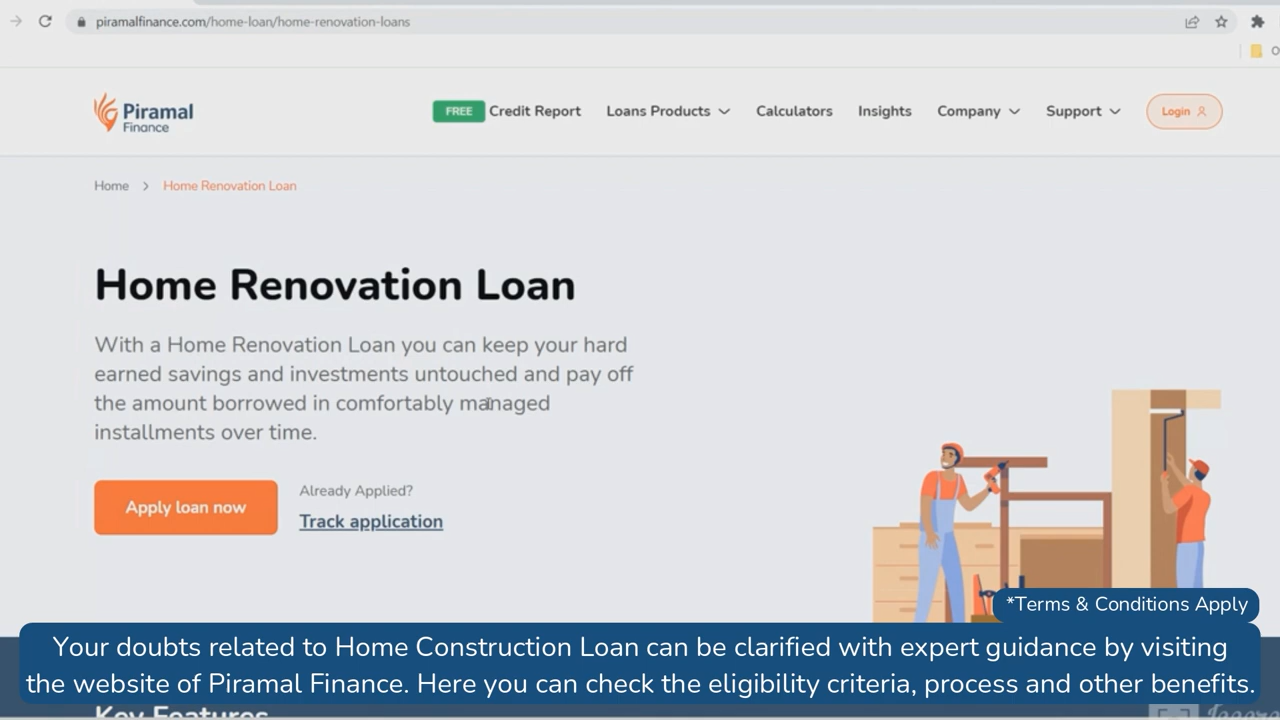 piramalfinance.com/home-loan/home-renovation-loans
Piramal
Finance
FREE Credit Report
Loans Products
Calculators
Insights
Company
Support
Login
Home > Home Renovation Loan
Home Renovation Loan
With a Home Renovation Loan you can keep your hard
earned savings and investments untouched and pay off
the amount borrowed in comfortably managed
installments over time.
Apply loan now
Already Applied?
Track application
*Terms & Conditions Apply
Your doubts related to Home Construction Loan can be clarified with expert guidance by visiting
the website of Piramal Finance. Here you can check the eligibility criteria, process and other benefits.
Key Features